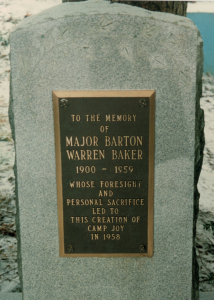 TO THE MEMORY
OF
MAJOR BARTON
WARREN BAKER
1900 - 1959
WHOSE FORESIGHT
AND
PERSONAL SACRIFICE
LED TO
THIS CREATION OF
CAMP JOY
IN 1958